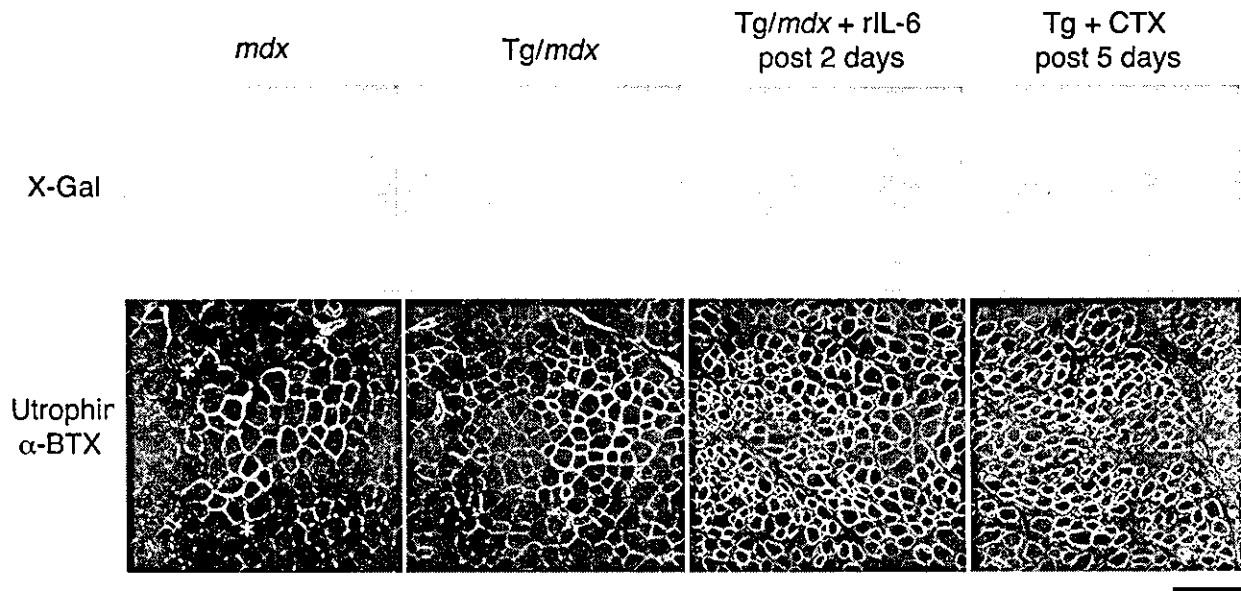 mdx
Tg/mdx
Tg/mdx + rIL-6
post 2 days
Tg + CTX
post 5 days
X-Gal
Utrophin
α-BTX
*
*